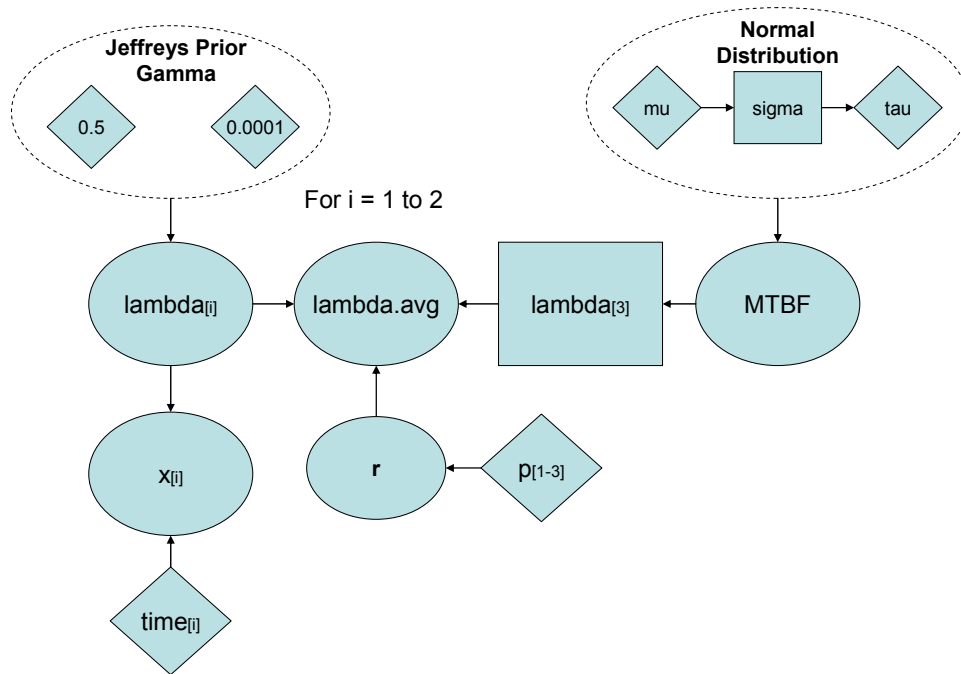 Jeffreys Prior
Gamma
0.5
0.0001
Normal
Distribution
mu
sigma
tau
For i = 1 to 2
lambda[i]
lambda.avg
lambda[3]
MTBF
x[i]
r
p[1-3]
time[i]